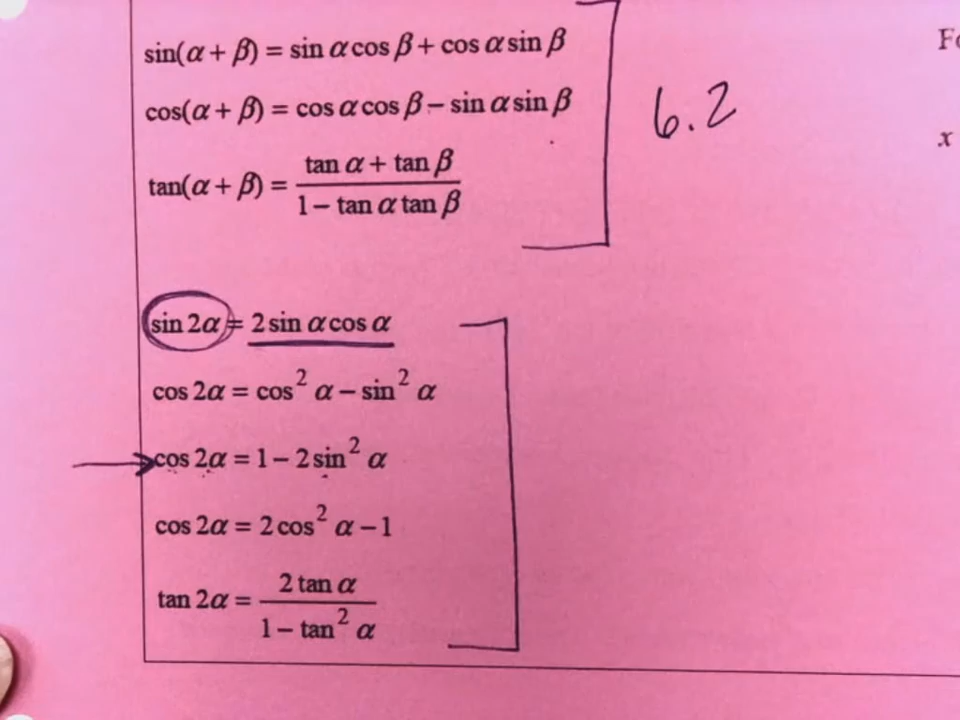 sin(α + β) = sin α cos β + cos α sin β
cos(α + β) = cos α cos β − sin α sin β
tan(α + β) = (tan α + tan β) / (1 − tan α tan β)
6.2
sin 2α = 2 sin α cos α
cos 2α = cos² α − sin² α
cos 2α = 1 − 2 sin² α
cos 2α = 2 cos² α − 1
tan 2α = 2 tan α / (1 − tan² α)
x